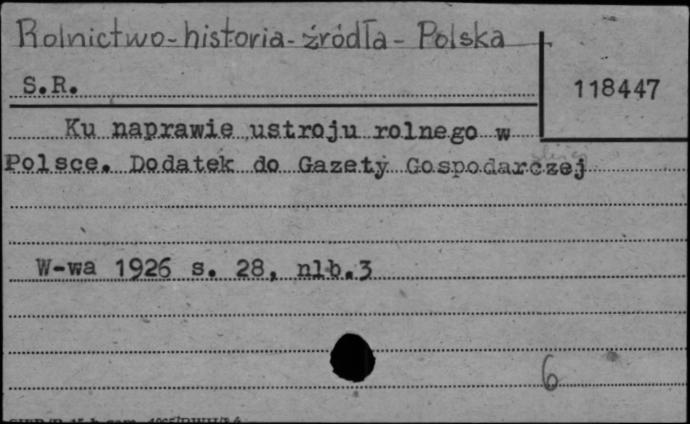 Rolnictwo-historia-źródła-Polska
S.R.
118447
Ku naprawie ustroju rolnego w
Polsce. Dodatek do Gazety Gospodarczej
W-wa 1926 s. 28, nlb.3
6